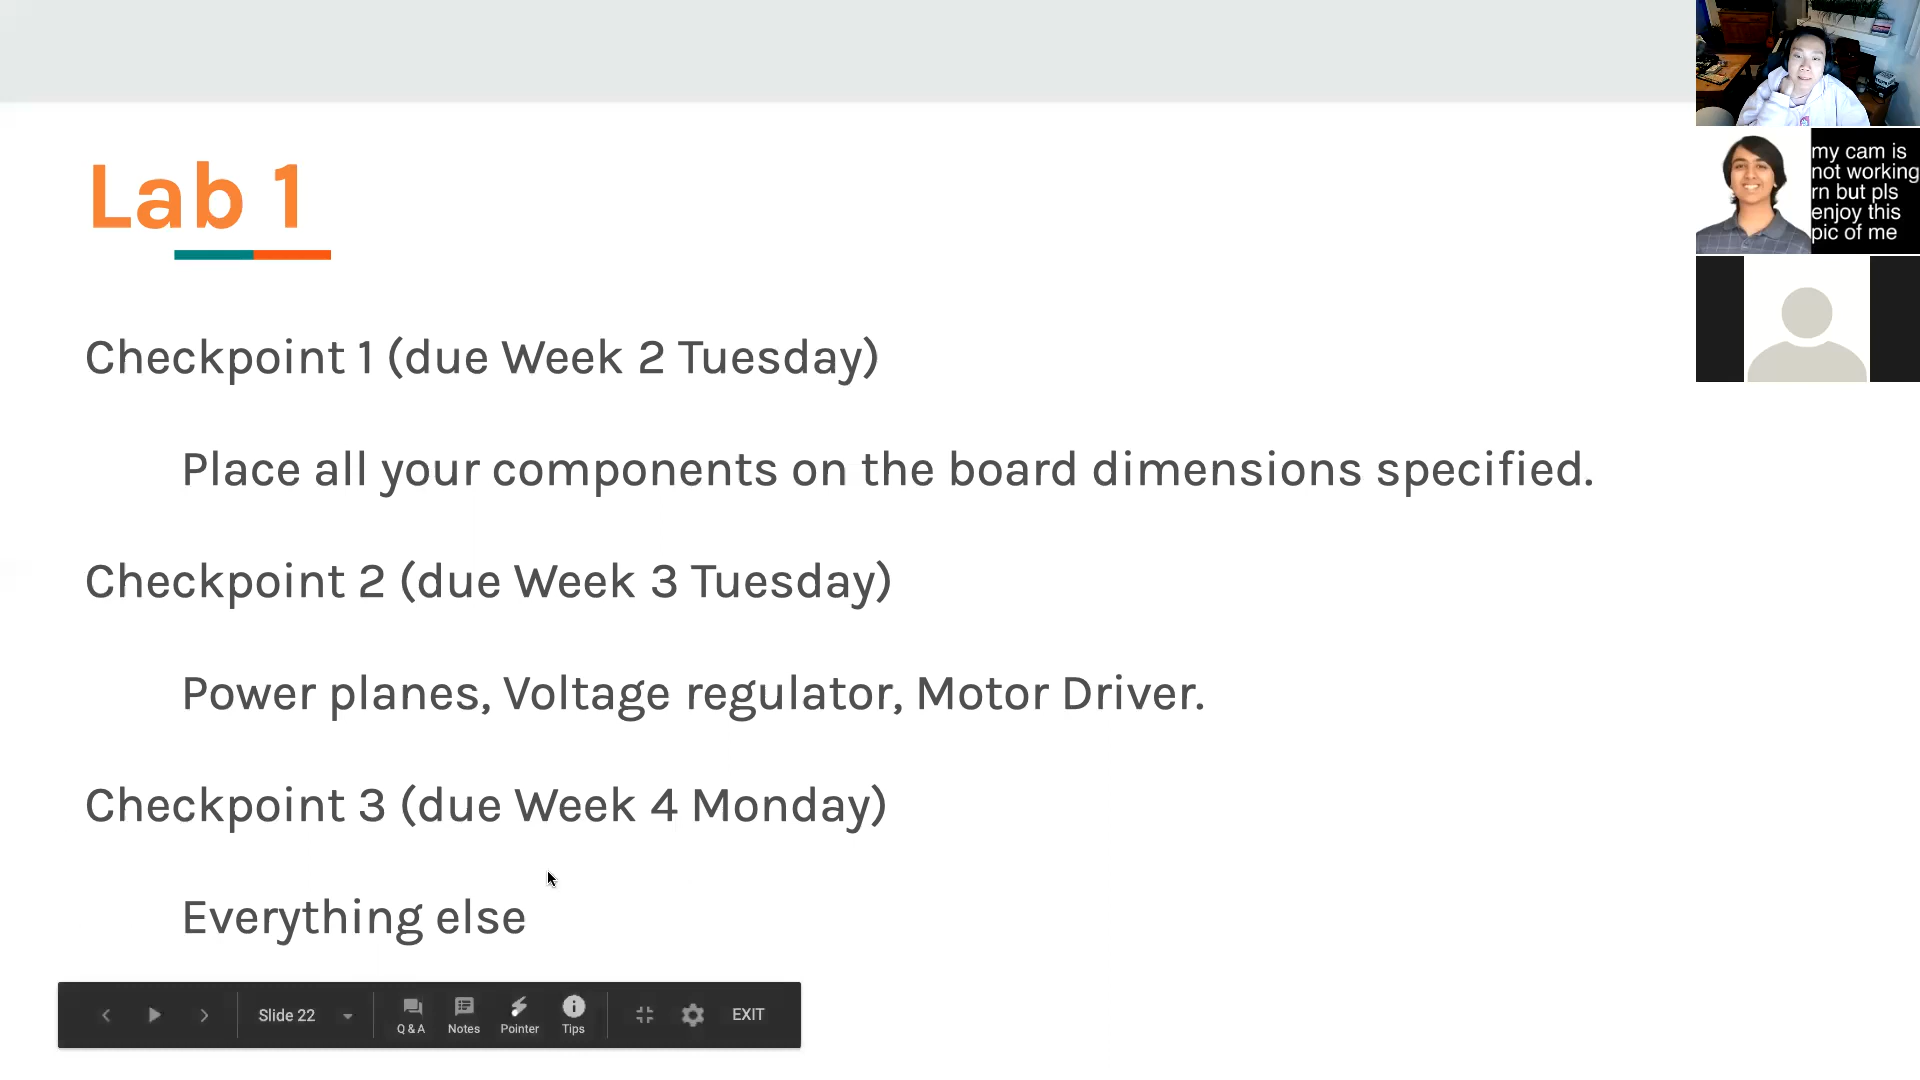 Lab 1
Checkpoint 1 (due Week 2 Tuesday)
Place all your components on the board dimensions specified.
Checkpoint 2 (due Week 3 Tuesday)
Power planes, Voltage regulator, Motor Driver.
Checkpoint 3 (due Week 4 Monday)
Everything else
Slide 22
Q & A
Notes
Pointer
Tips
EXIT
my cam is
not working
rn but pls
enjoy this
pic of me